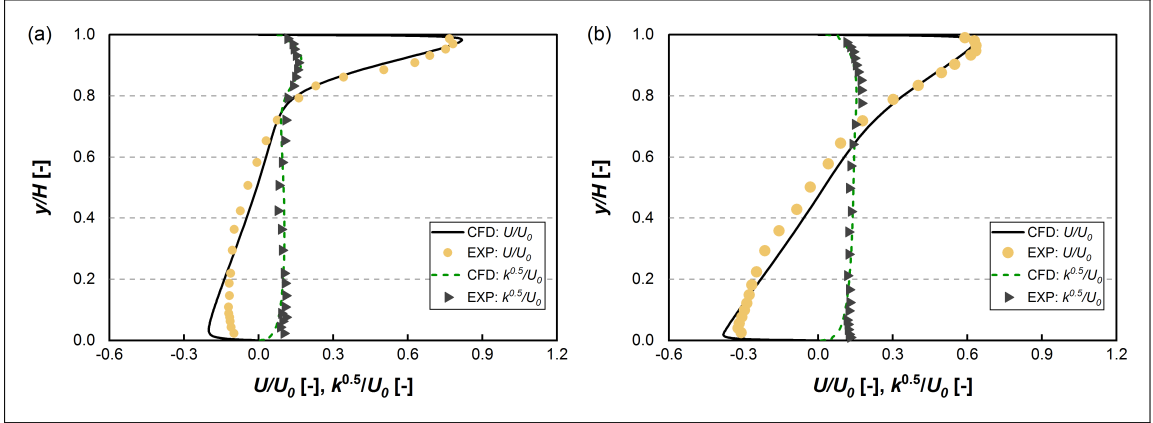 (a)
1.0
0.8
0.6
0.4
0.2
0.0
y/H [-]
-0.6 -0.3 0.0 0.3 0.6 0.9 1.2
U/U₀ [-], k⁰·⁵/U₀ [-]
CFD: U/U₀
EXP: U/U₀
CFD: k⁰·⁵/U₀
EXP: k⁰·⁵/U₀
(b)
1.0
0.8
0.6
0.4
0.2
0.0
y/H [-]
-0.6 -0.3 0.0 0.3 0.6 0.9 1.2
U/U₀ [-], k⁰·⁵/U₀ [-]
CFD: U/U₀
EXP: U/U₀
CFD: k⁰·⁵/U₀
EXP: k⁰·⁵/U₀